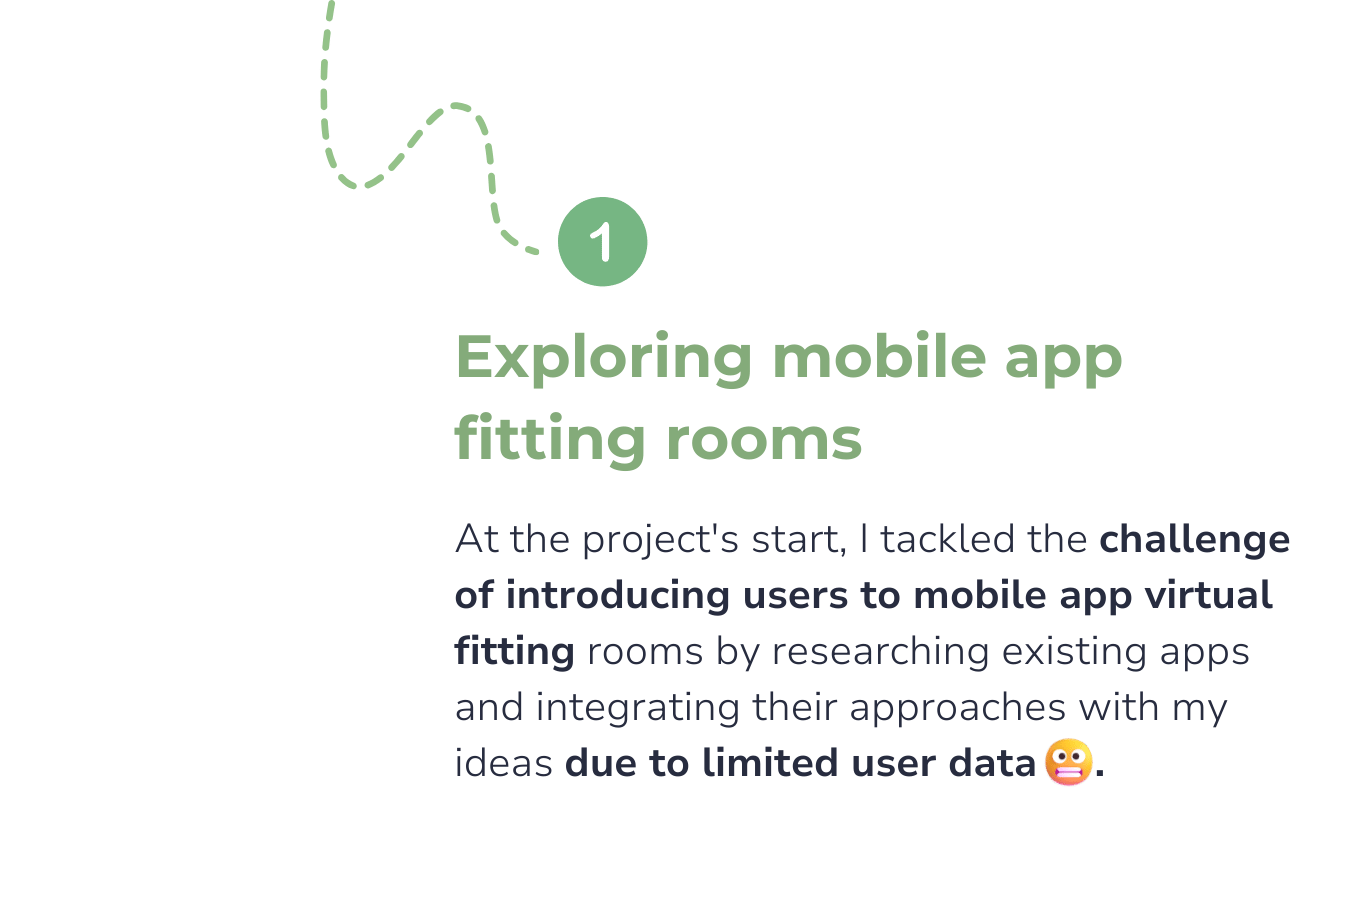 1
Exploring mobile app
fitting rooms
At the project's start, I tackled the challenge
of introducing users to mobile app virtual
fitting rooms by researching existing apps
and integrating their approaches with my
ideas due to limited user data 😬.